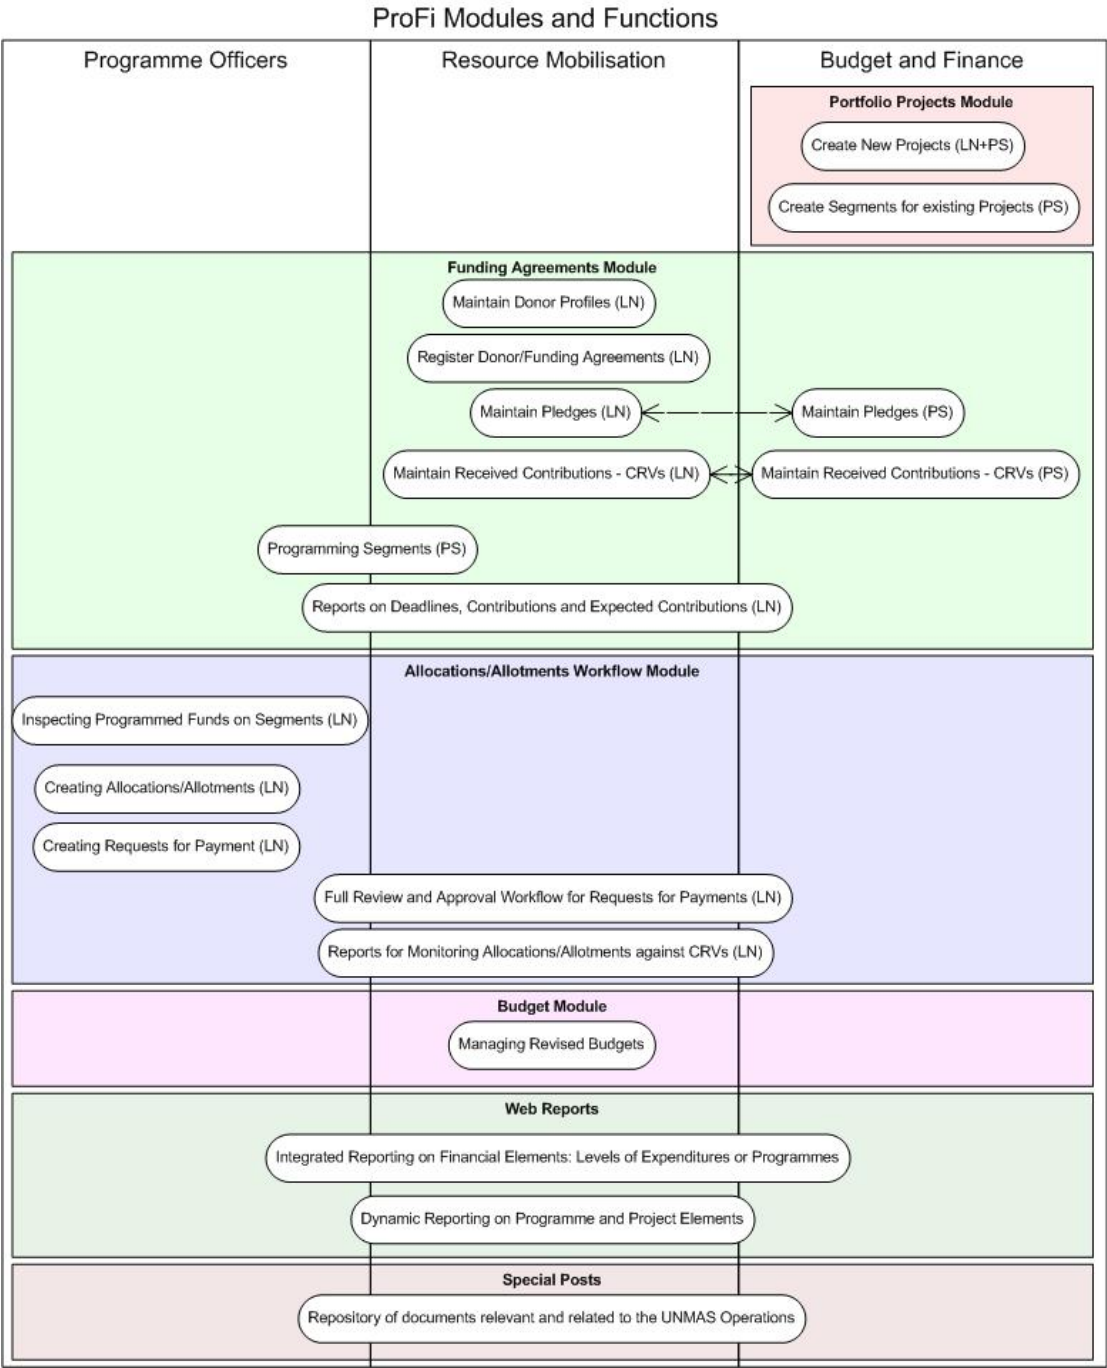 ProFi Modules and Functions
Programme Officers
Resource Mobilisation
Budget and Finance
Portfolio Projects Module
Create New Projects (LN+PS)
Create Segments for existing Projects (PS)
Funding Agreements Module
Maintain Donor Profiles (LN)
Register Donor/Funding Agreements (LN)
Maintain Pledges (LN)
Maintain Pledges (PS)
Maintain Received Contributions - CRVs (LN)
Maintain Received Contributions - CRVs (PS)
Programming Segments (PS)
Reports on Deadlines, Contributions and Expected Contributions (LN)
Allocations/Allotments Workflow Module
Inspecting Programmed Funds on Segments (LN)
Creating Allocations/Allotments (LN)
Creating Requests for Payment (LN)
Full Review and Approval Workflow for Requests for Payments (LN)
Reports for Monitoring Allocations/Allotments against CRVs (LN)
Budget Module
Managing Revised Budgets
Web Reports
Integrated Reporting on Financial Elements: Levels of Expenditures or Programmes
Dynamic Reporting on Programme and Project Elements
Special Posts
Repository of documents relevant and related to the UNMAS Operations